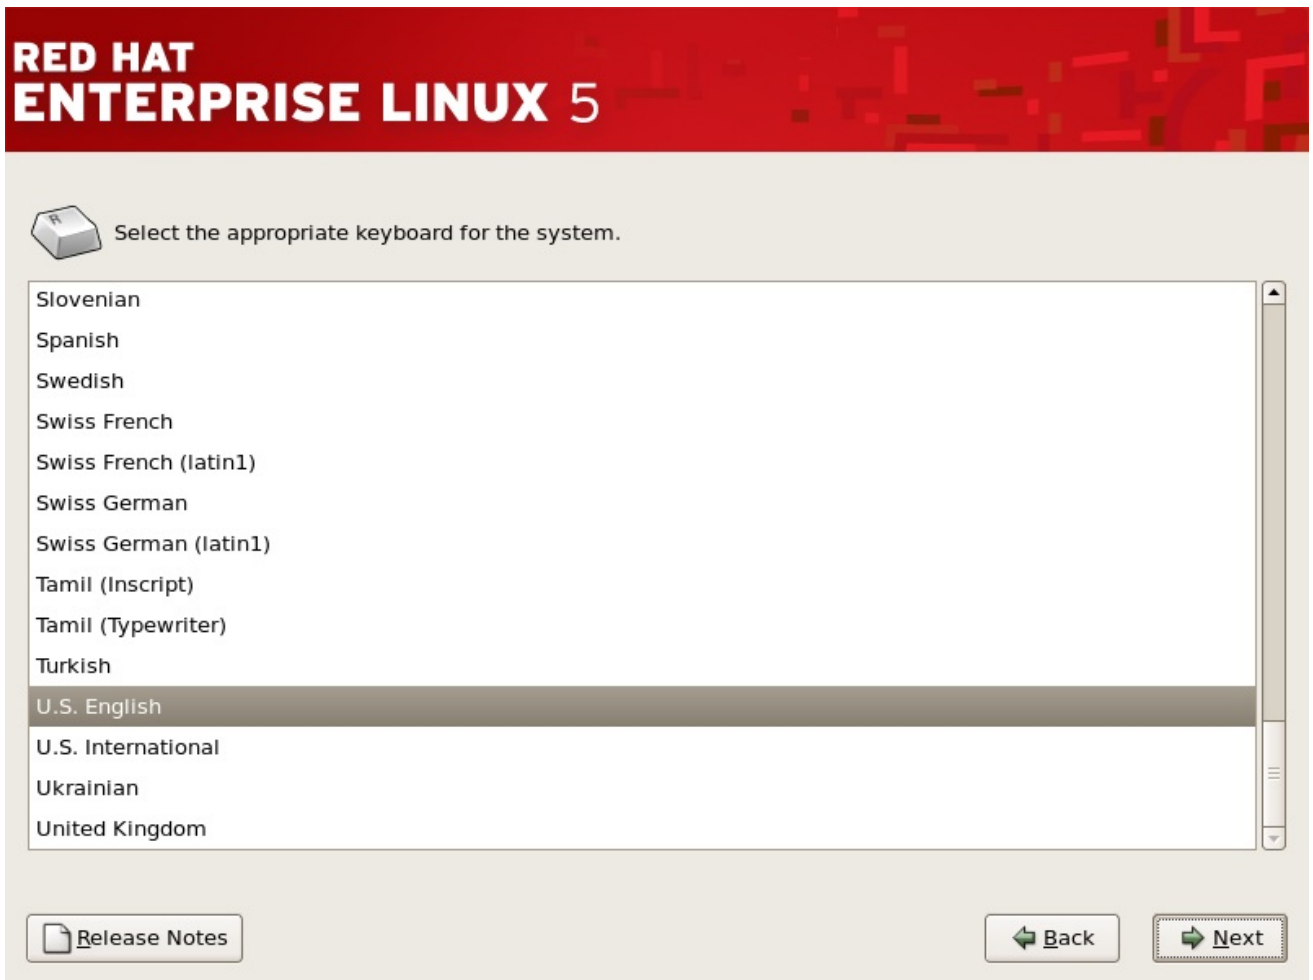 RED HAT
ENTERPRISE LINUX 5
R
Select the appropriate keyboard for the system.
Slovenian
Spanish
Swedish
Swiss French
Swiss French (latin1)
Swiss German
Swiss German (latin1)
Tamil (Inscript)
Tamil (Typewriter)
Turkish
U.S. English
U.S. International
Ukrainian
United Kingdom
Release Notes
Back
Next